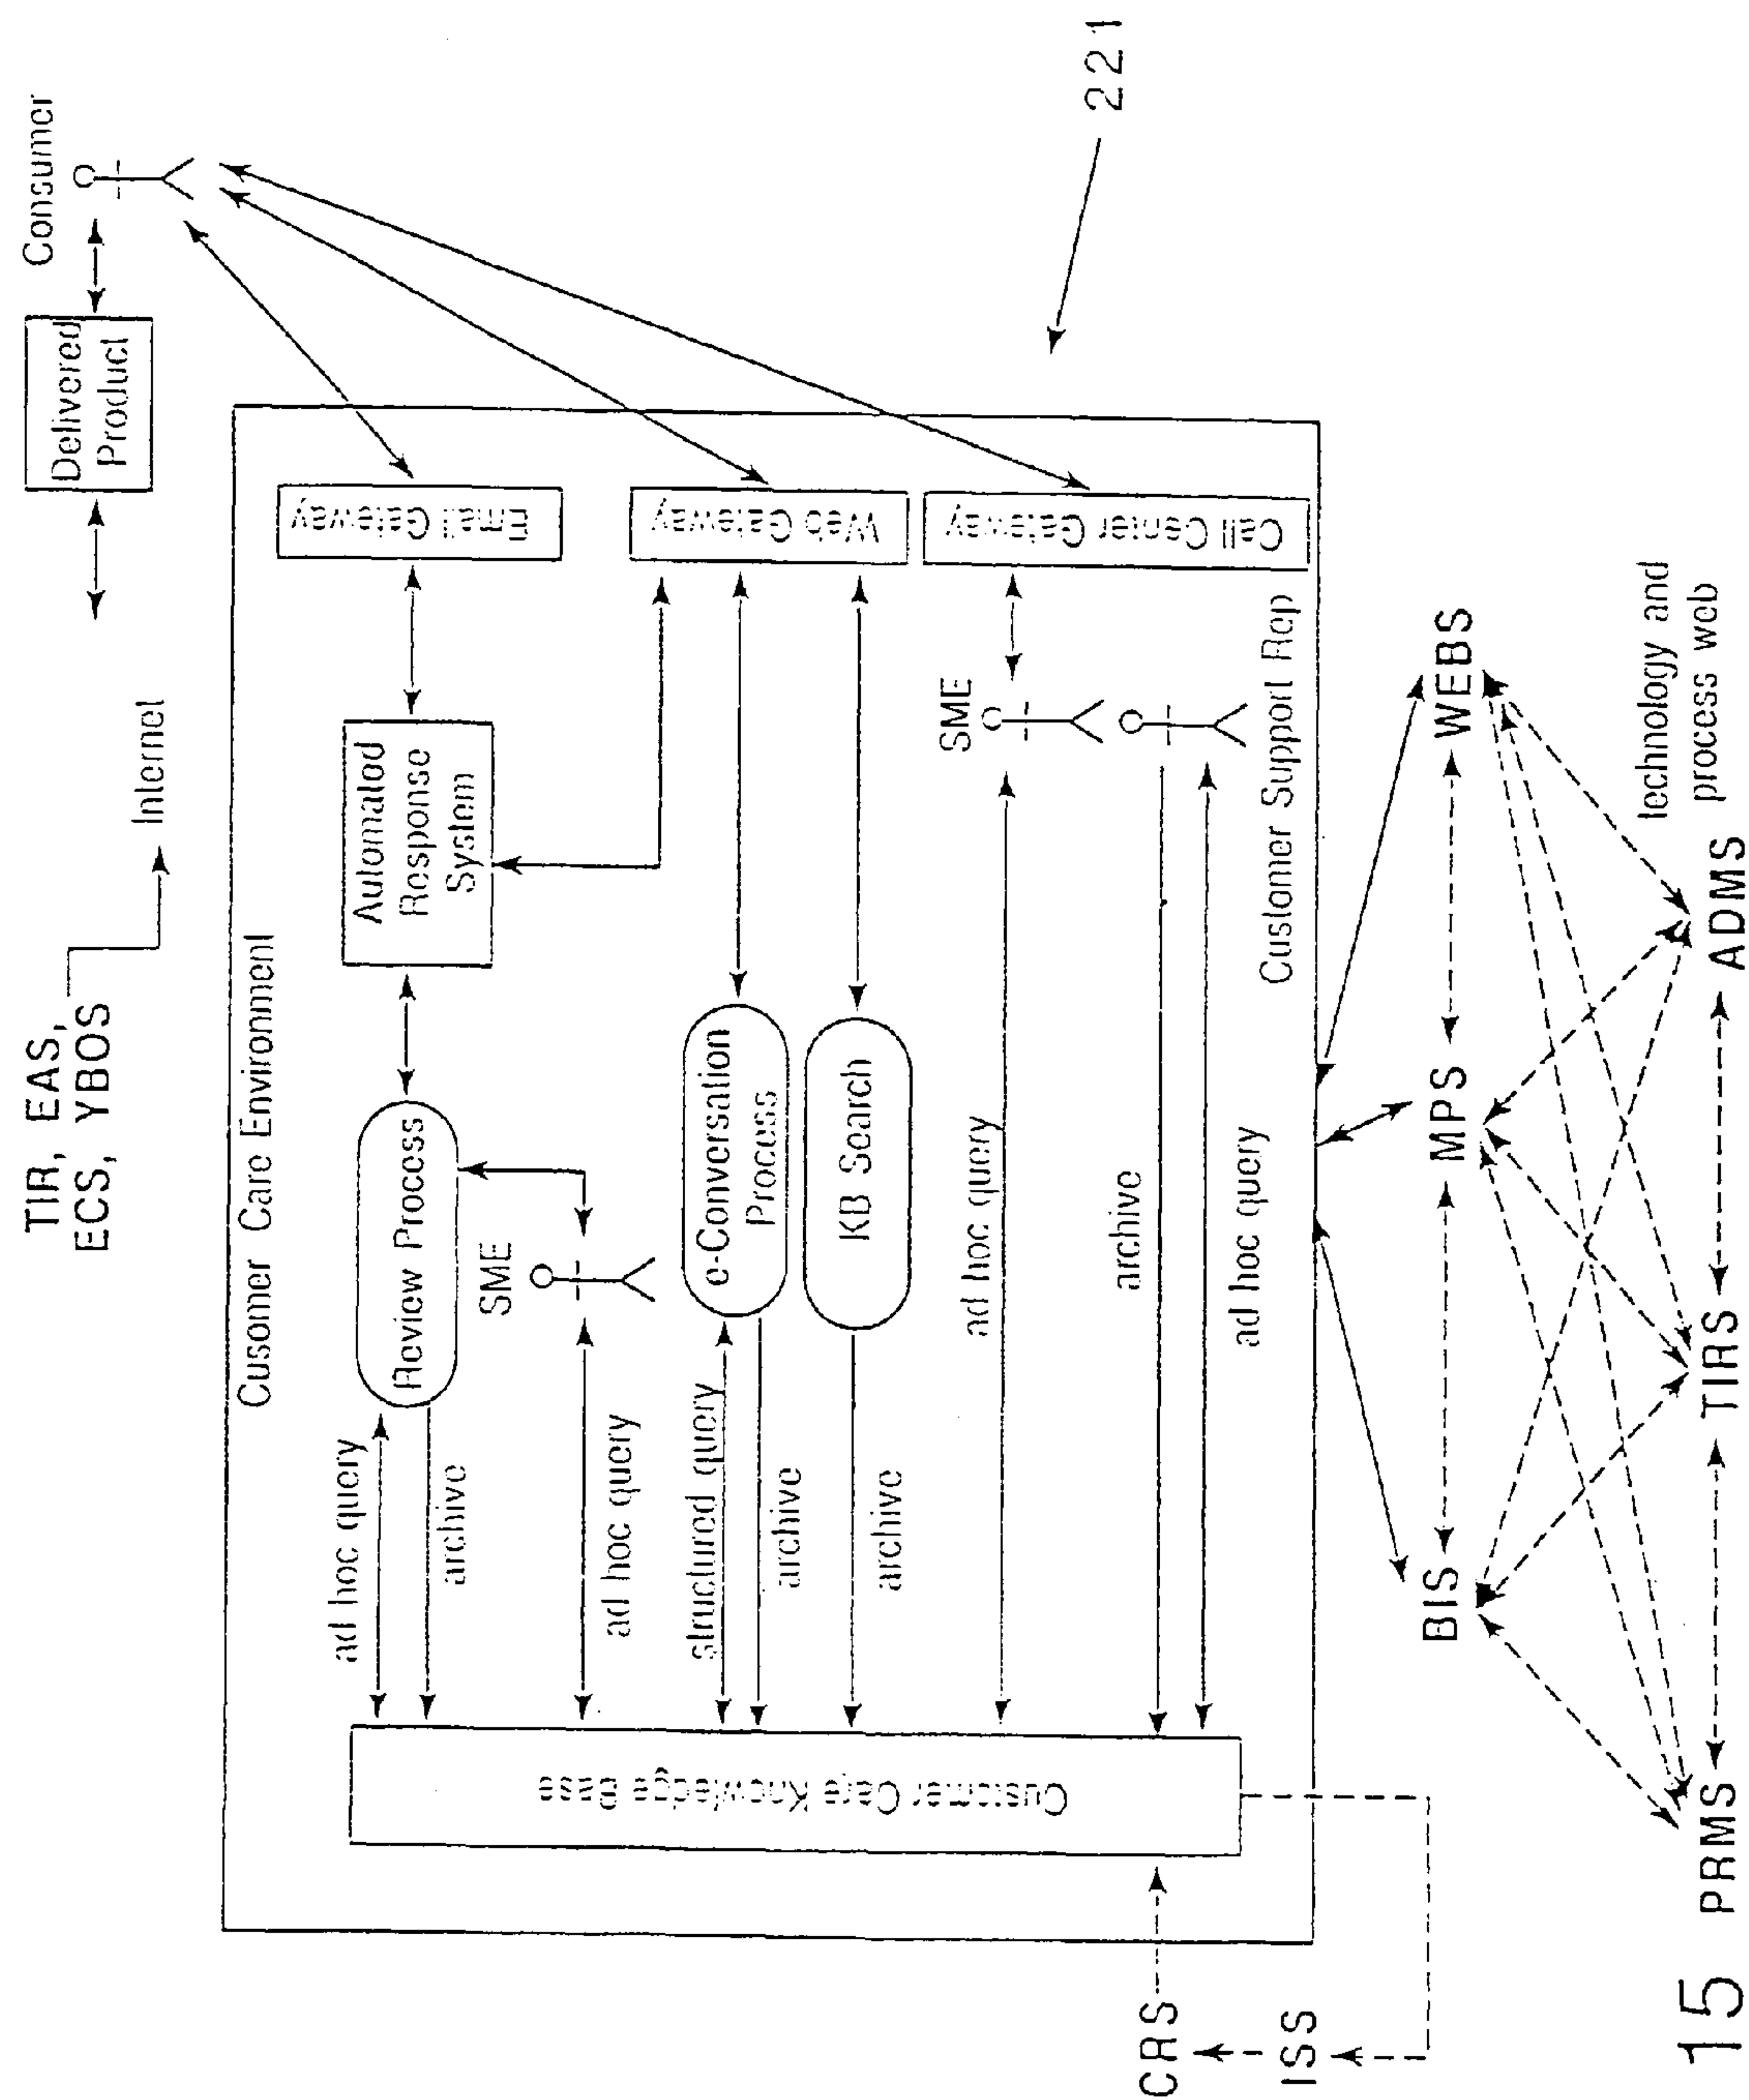 TIR, EAS,
ECS, YBOS
Internet
Delivered
Product
Consumer
Cusomer Care Environment
ad hoc query
archive
Review Process
Automated
Response
System
Email Gateway
SME
ad hoc query
structured query
archive
e-Conversation
Process
Web Gateway
KB Search
archive
Customer Care Knowledge Base
ad hoc query
SME
Call Center Gateway
archive
ad hoc query
Customer Support Rep
221
CRS
ISS
BIS
MPS
WEBS
technology and
process web
PRMS
TIRS
ADMS
15